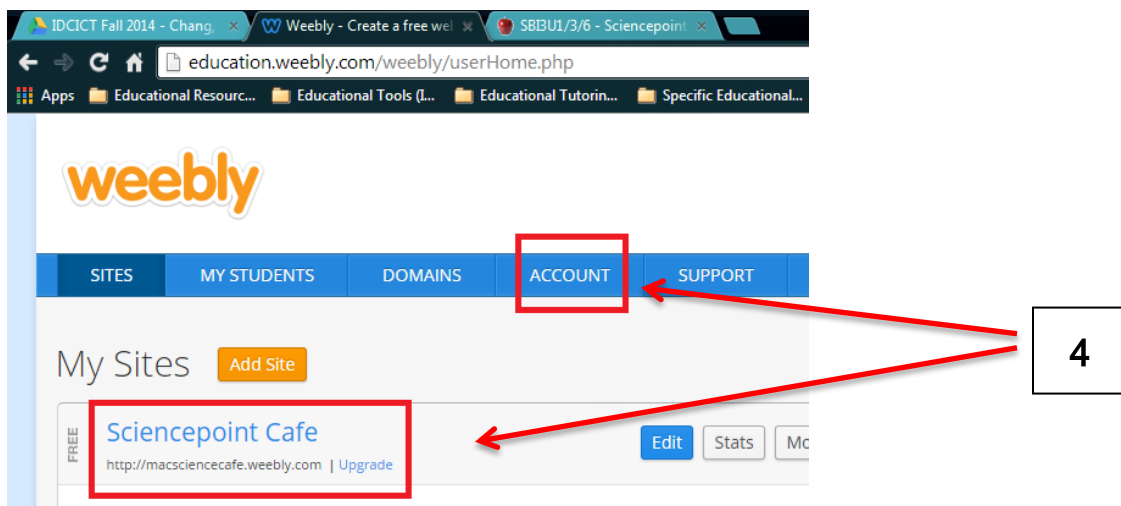 IDCICT Fall 2014 - Chang,
Weebly - Create a free wel
SBI3U1/3/6 - Sciencepoint
education.weebly.com/weebly/userHome.php
Apps Educational Resourc... Educational Tools (I... Educational Tutorin... Specific Educational...
weebly
SITES MY STUDENTS DOMAINS ACCOUNT SUPPORT
4
My Sites Add Site
FREE
Sciencepoint Cafe
Edit Stats Mo
http://macsciencecafe.weebly.com | Upgrade